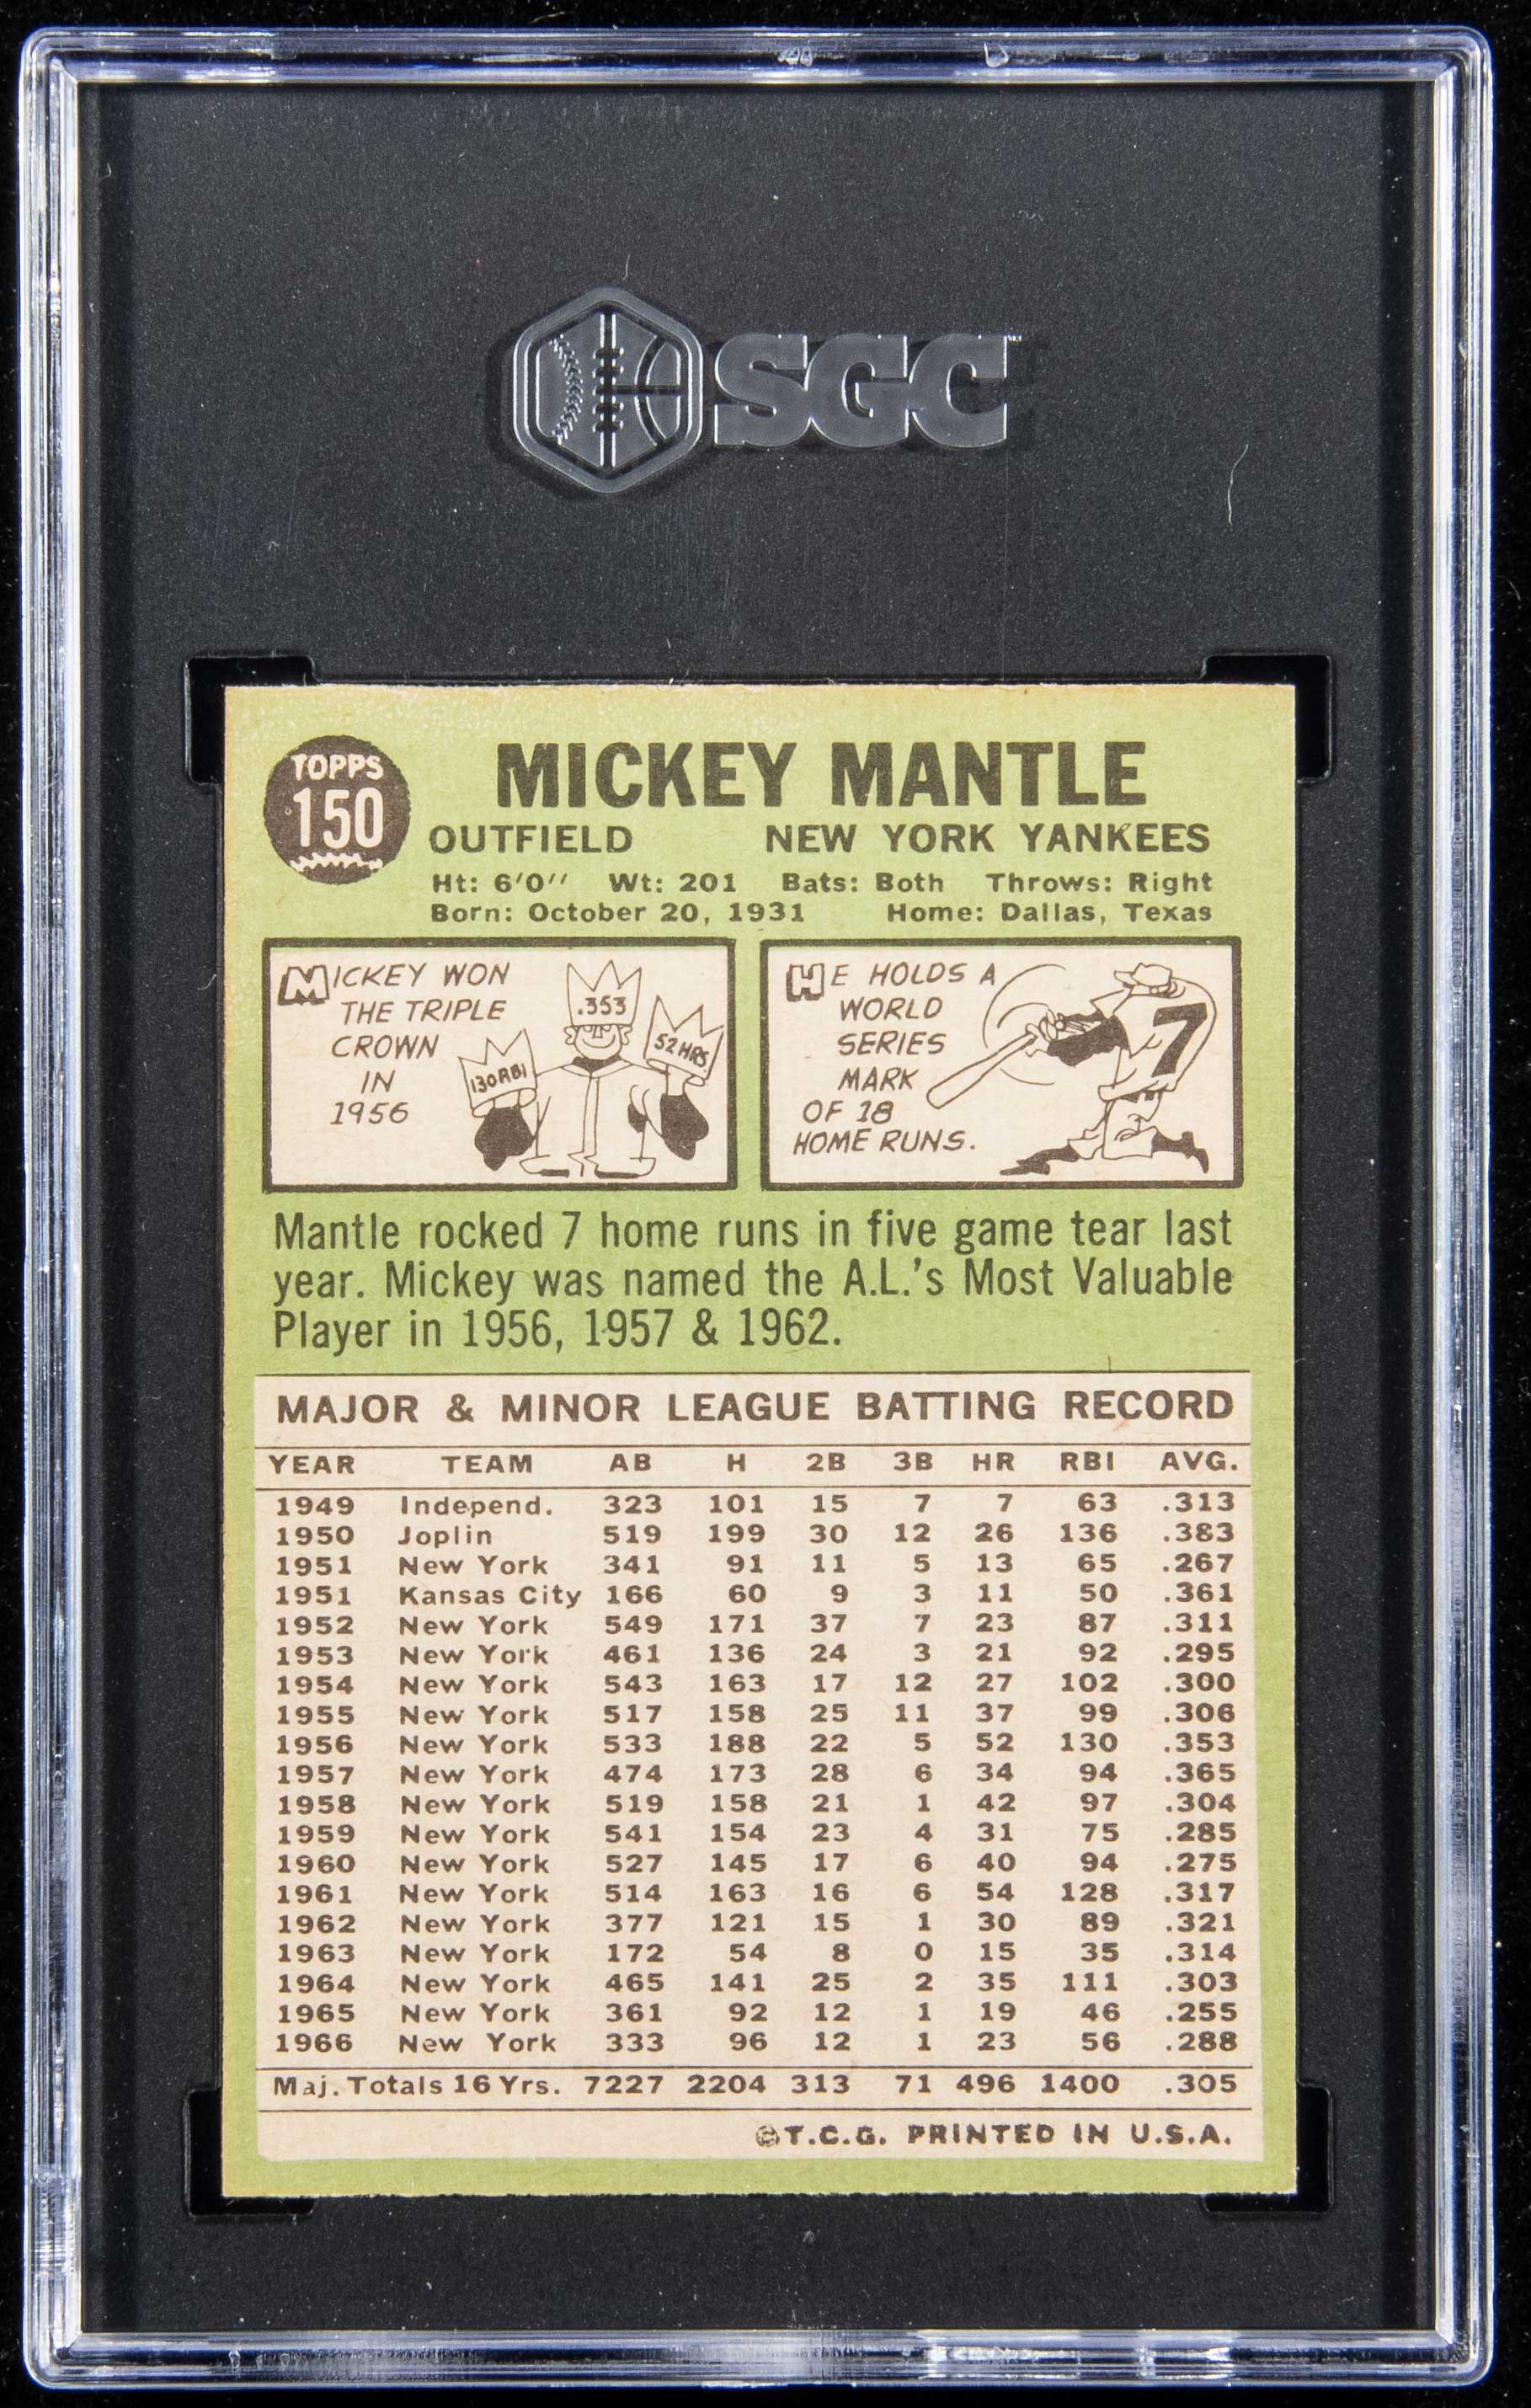 SGC
TOPPS
150
MICKEY MANTLE
OUTFIELD NEW YORK YANKEES
Ht: 6'0" Wt: 201 Bats: Both Throws: Right
Born: October 20, 1931 Home: Dallas, Texas
MICKEY WON
THE TRIPLE
CROWN
IN
1956
.353
130 RBI
52 HRS
HE HOLDS A
WORLD
SERIES
MARK
OF 18
HOME RUNS.
7
Mantle rocked 7 home runs in five game tear last
year. Mickey was named the A.L.'s Most Valuable
Player in 1956, 1957 & 1962.
MAJOR & MINOR LEAGUE BATTING RECORD
YEAR TEAM AB H 2B 3B HR RBI AVG.
1949 Independ. 323 101 15 7 7 63 .313
1950 Joplin 519 199 30 12 26 136 .383
1951 New York 341 91 11 5 13 65 .267
1951 Kansas City 166 60 9 3 11 50 .361
1952 New York 549 171 37 7 23 87 .311
1953 New York 461 136 24 3 21 92 .295
1954 New York 543 163 17 12 27 102 .300
1955 New York 517 158 25 11 37 99 .306
1956 New York 533 188 22 5 52 130 .353
1957 New York 474 173 28 6 34 94 .365
1958 New York 519 158 21 1 42 97 .304
1959 New York 541 154 23 4 31 75 .285
1960 New York 527 145 17 6 40 94 .275
1961 New York 514 163 16 6 54 128 .317
1962 New York 377 121 15 1 30 89 .321
1963 New York 172 54 8 0 15 35 .314
1964 New York 465 141 25 2 35 111 .303
1965 New York 361 92 12 1 19 46 .255
1966 New York 333 96 12 1 23 56 .288
Maj. Totals 16 Yrs. 7227 2204 313 71 496 1400 .305
©T.C.G. PRINTED IN U.S.A.